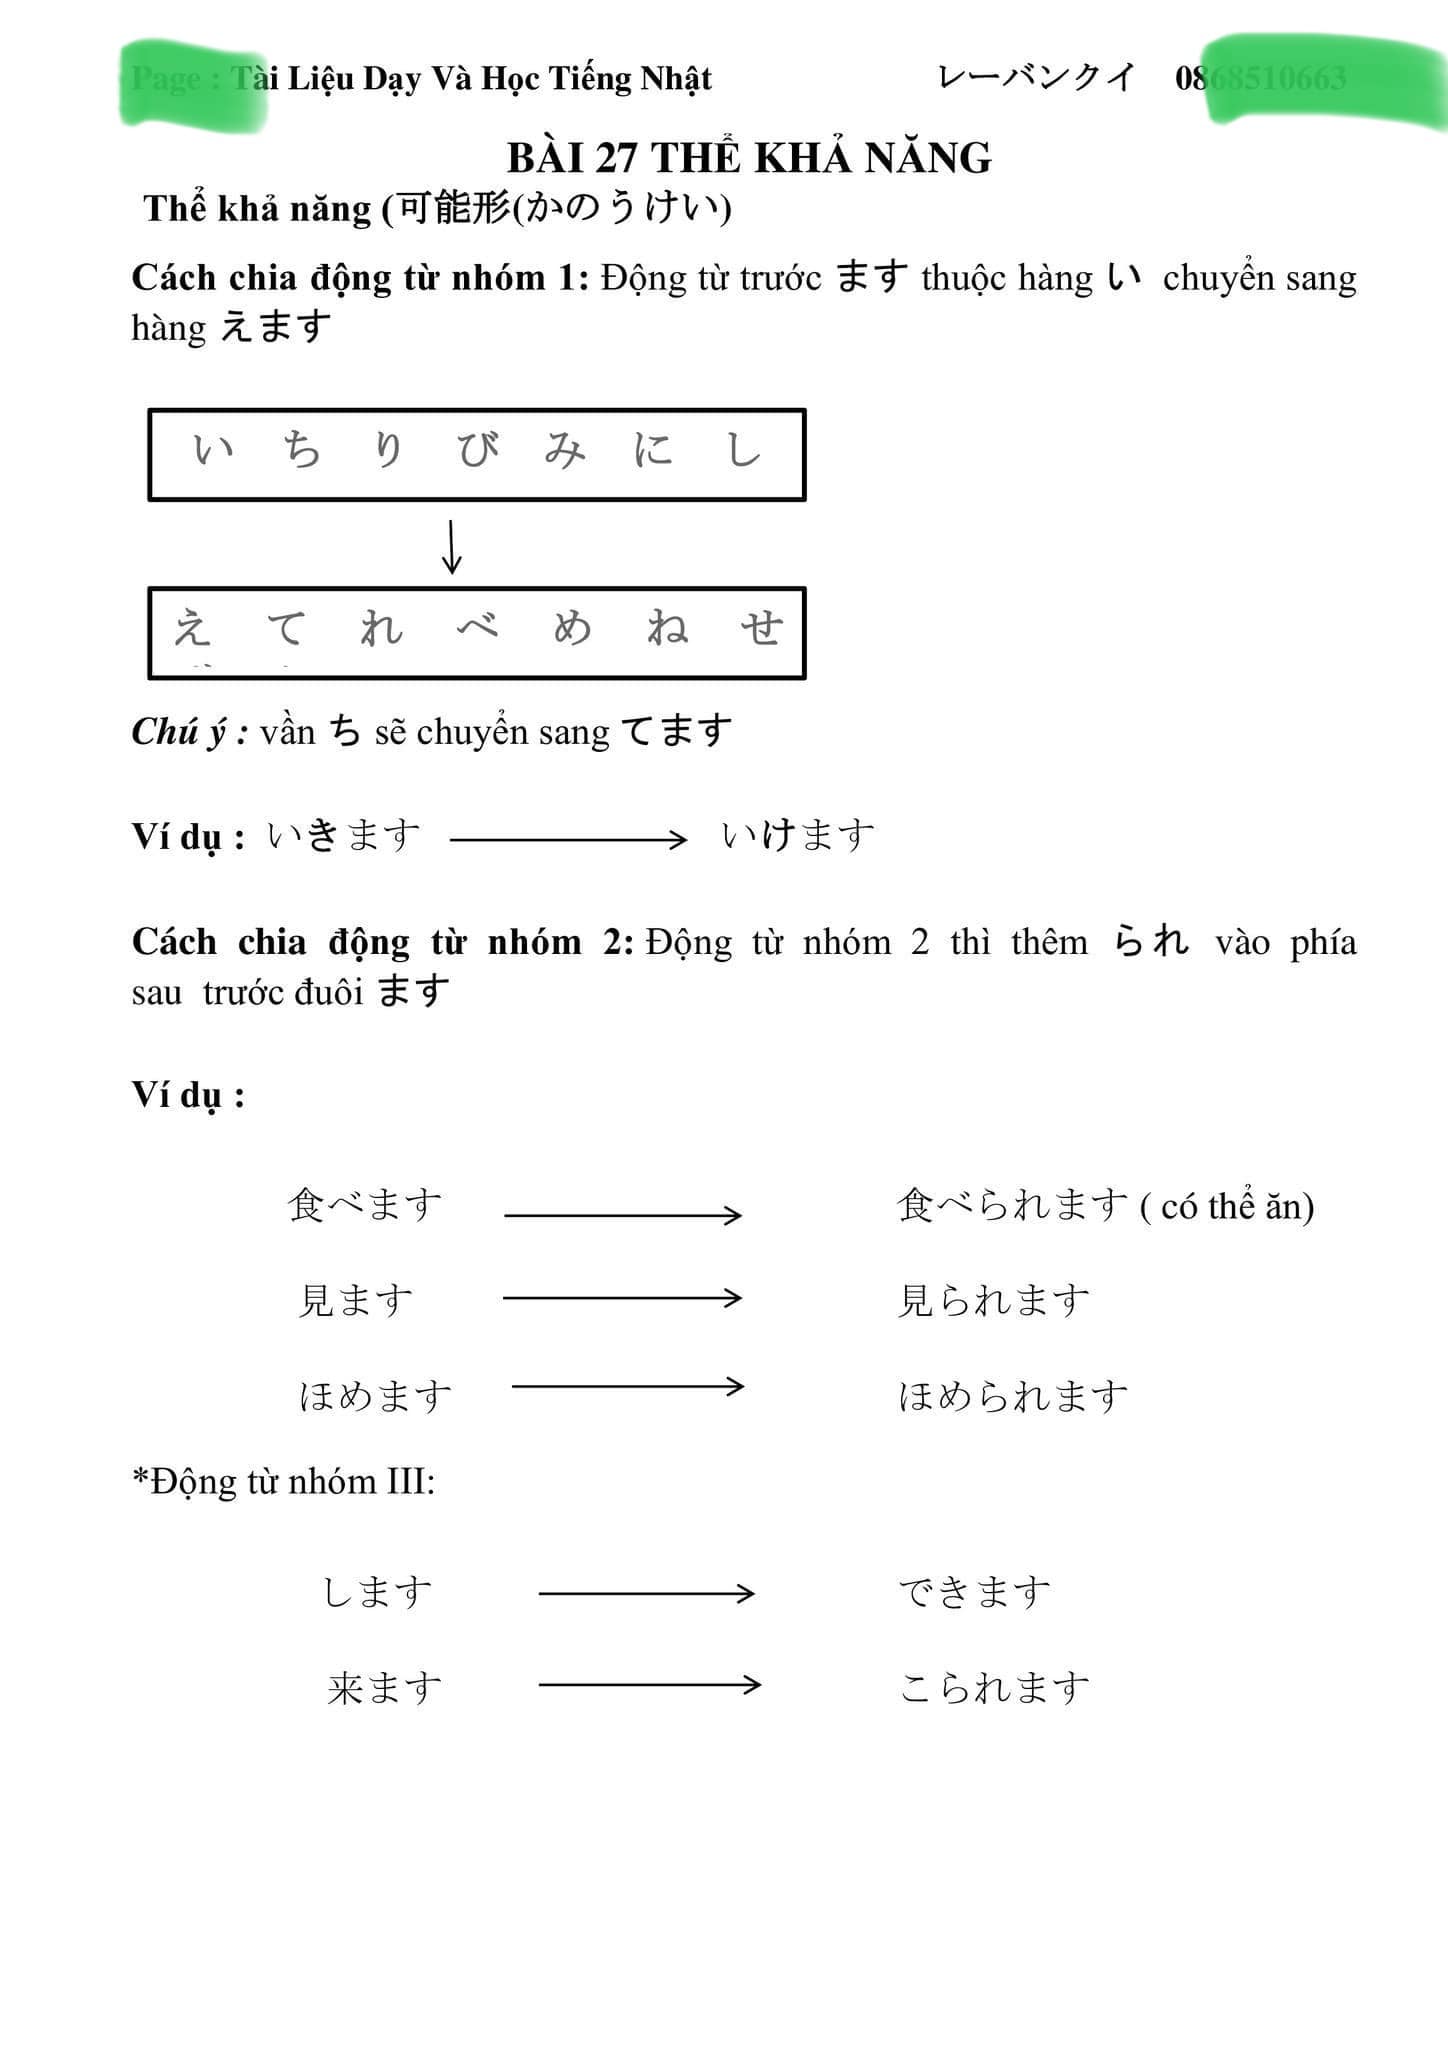 Page : Tài Liệu Dạy Và Học Tiếng Nhật レーバンクイ 0868510663
BÀI 27 THỂ KHẢ NĂNG
Thể khả năng (可能形(かのうけい)
Cách chia động từ nhóm 1: Động từ trước ます thuộc hàng い chuyển sang
hàng えます
い ち り び み に し
え て れ べ め ね せ
Chú ý : vần ち sẽ chuyển sang てます
Ví dụ : いきます いけます
Cách chia động từ nhóm 2: Động từ nhóm 2 thì thêm られ vào phía
sau trước đuôi ます
Ví dụ :
食べます 食べられます ( có thể ăn)
見ます 見られます
ほめます ほめられます
*Động từ nhóm III:
します できます
来ます こられます